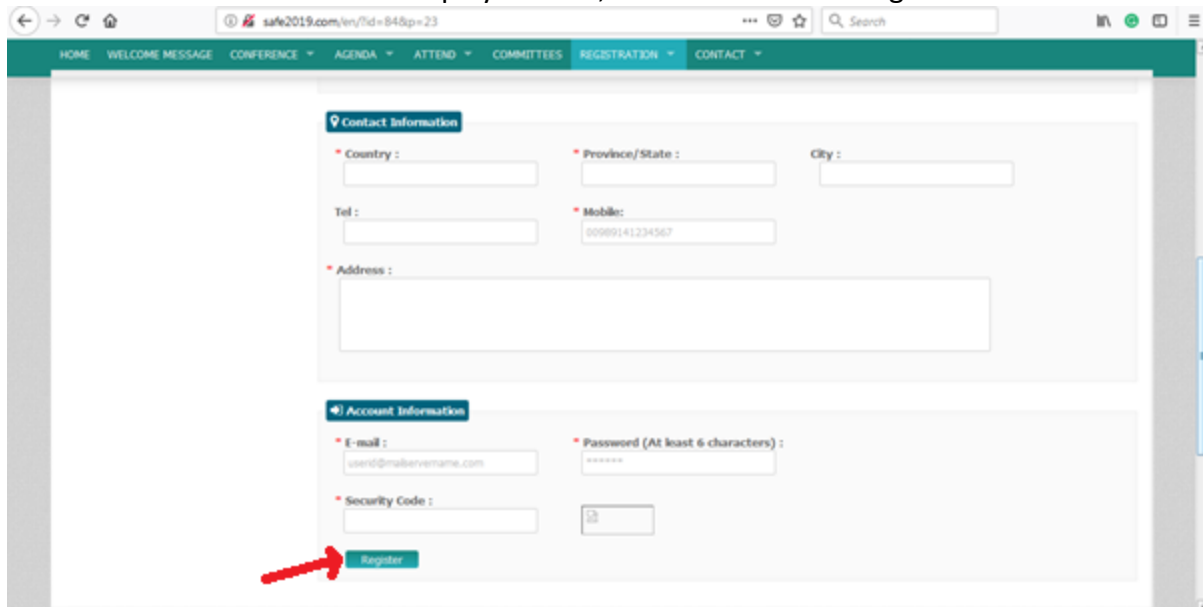 safe2019.com/en/?id=84&p=23 Search
HOME WELCOME MESSAGE CONFERENCE AGENDA ATTEND COMMITTEES REGISTRATION CONTACT
Contact Information
* Country : * Province/State : City :
Tel : * Mobile:
00989141234567
* Address :
Account Information
* E-mail : * Password (At least 6 characters) :
userid@mailservername.com ******
* Security Code :
Register